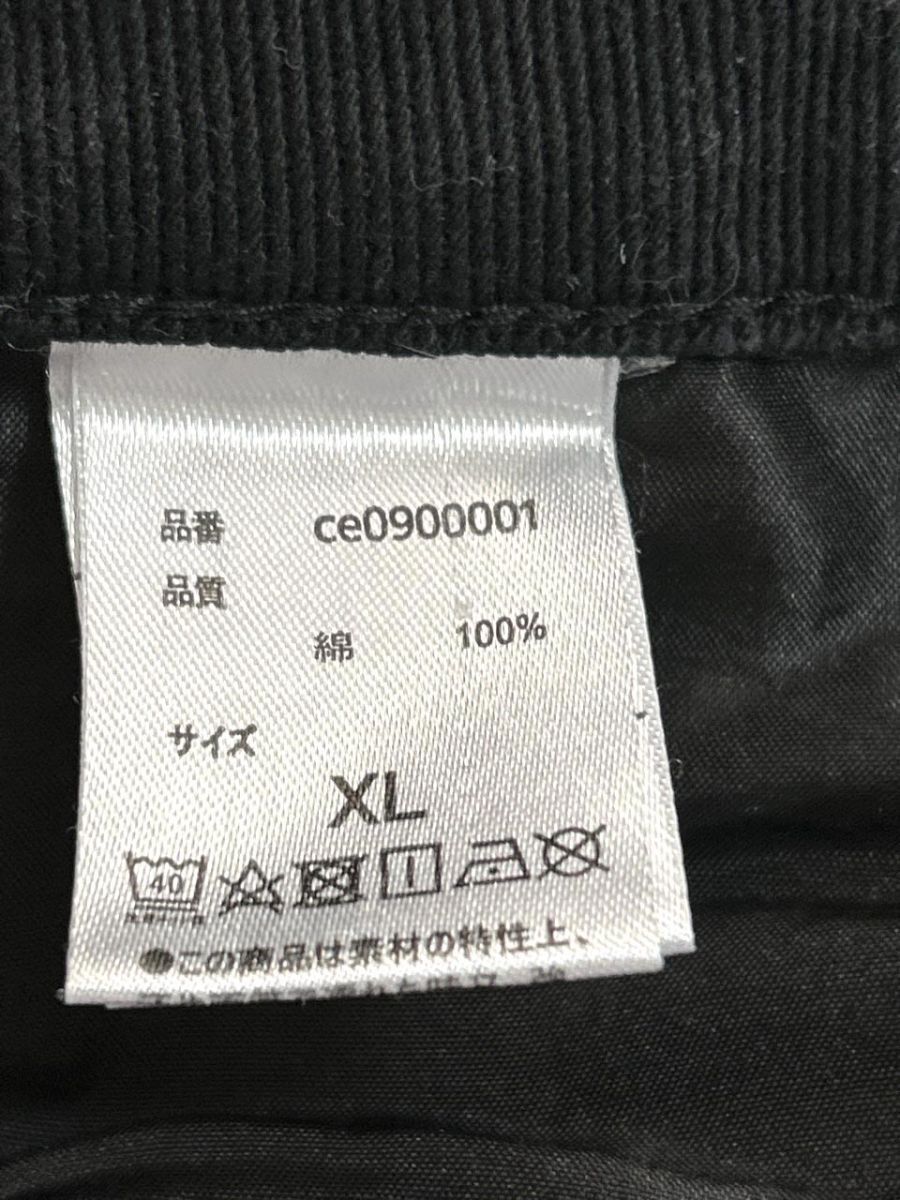 品番 ce0900001
品質
綿 100%
サイズ
XL
40
●この商品は素材の特性上、